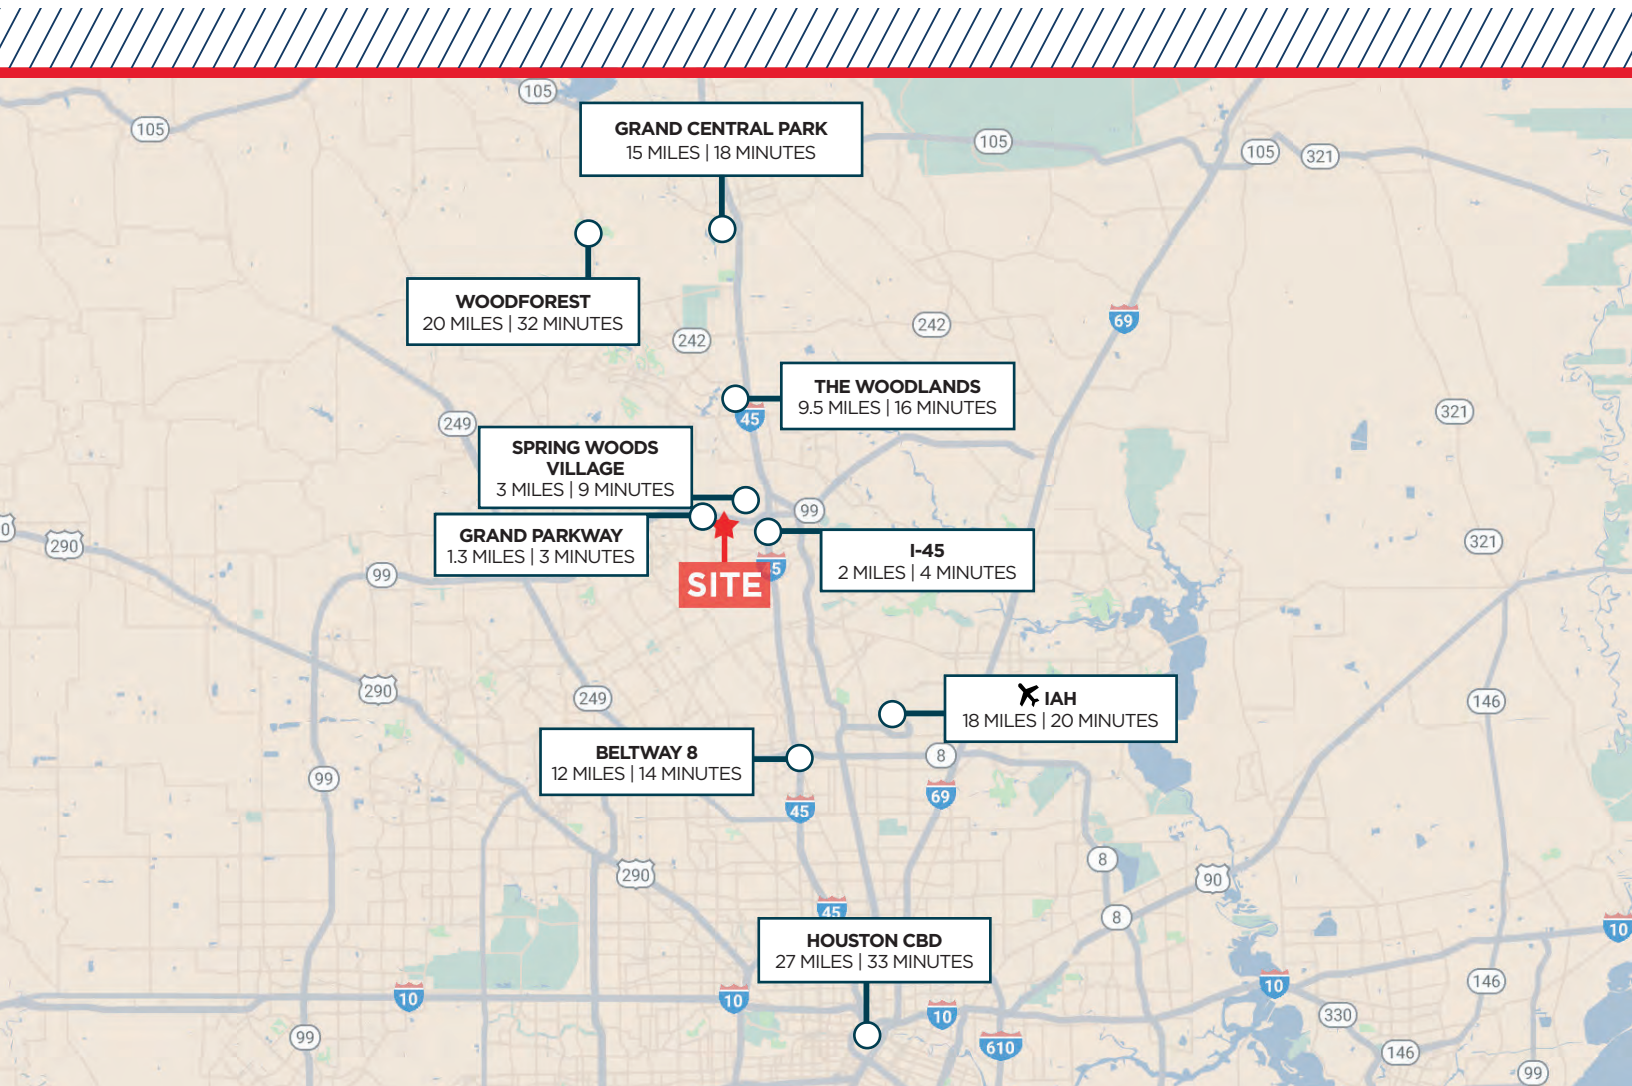 105
105
GRAND CENTRAL PARK
15 MILES | 18 MINUTES
105
105
321
WOODFOREST
20 MILES | 32 MINUTES
242
242
69
THE WOODLANDS
9.5 MILES | 16 MINUTES
45
249
321
SPRING WOODS
VILLAGE
3 MILES | 9 MINUTES
99
290
GRAND PARKWAY
1.3 MILES | 3 MINUTES
I-45
2 MILES | 4 MINUTES
321
99
SITE
290
249
IAH
18 MILES | 20 MINUTES
146
BELTWAY 8
12 MILES | 14 MINUTES
8
99
69
45
290
8
90
45
8
HOUSTON CBD
27 MILES | 33 MINUTES
10
10
10
10
146
10
330
99
610
146
99